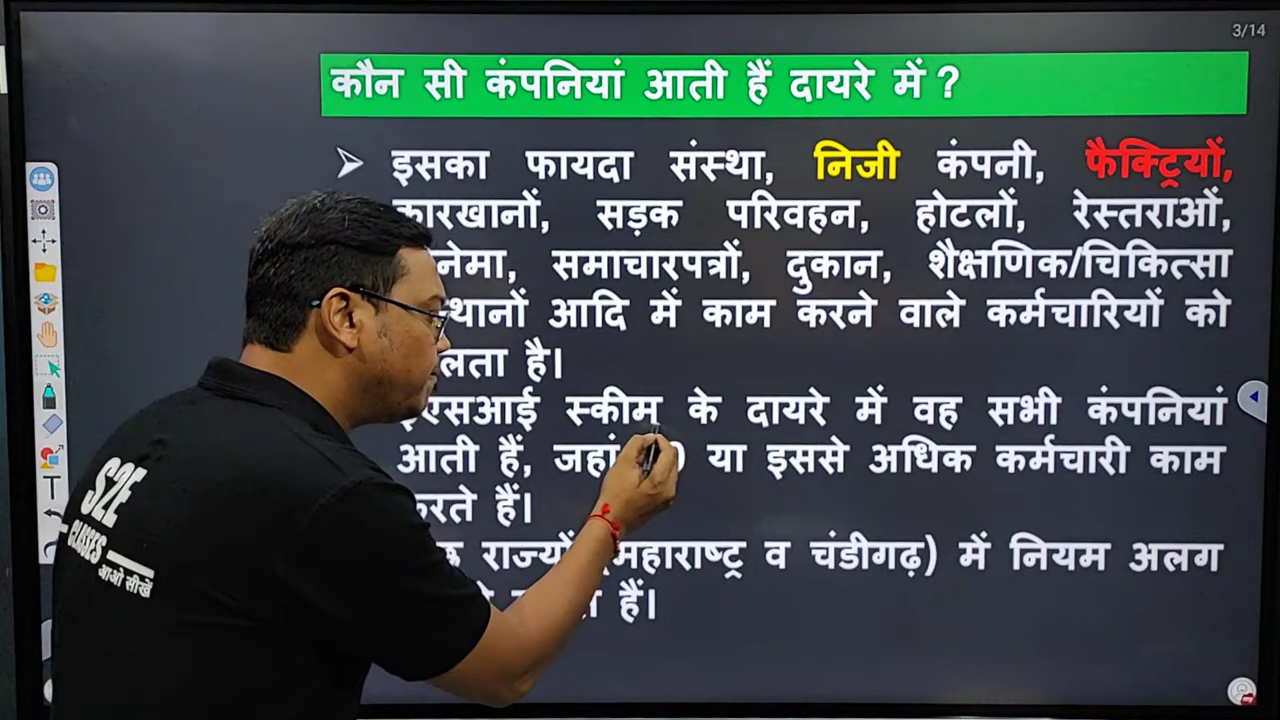 3/14
कौन सी कंपनियां आती हैं दायरे में ?
इसका फायदा संस्था, निजी कंपनी, फैक्ट्रियों,
कारखानों, सड़क परिवहन, होटलों, रेस्तराओं,
समाचारपत्रों, दुकान, शैक्षणिक/चिकित्सा
आदि में काम करने वाले कर्मचारियों को
है।
स्कीम के दायरे में वह सभी कंपनियां
आती हैं, जहां या इससे अधिक कर्मचारी काम
हैं।
राज्यों (महाराष्ट्र व चंडीगढ़) में नियम अलग
हैं।
S2E
CLASSES
आओ सीखें